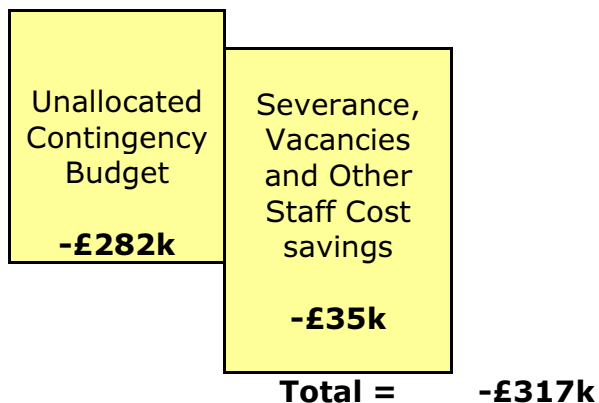 Unallocated
Contingency
Budget
-£282k
Severance,
Vacancies
and Other
Staff Cost
savings
-£35k
Total = -£317k